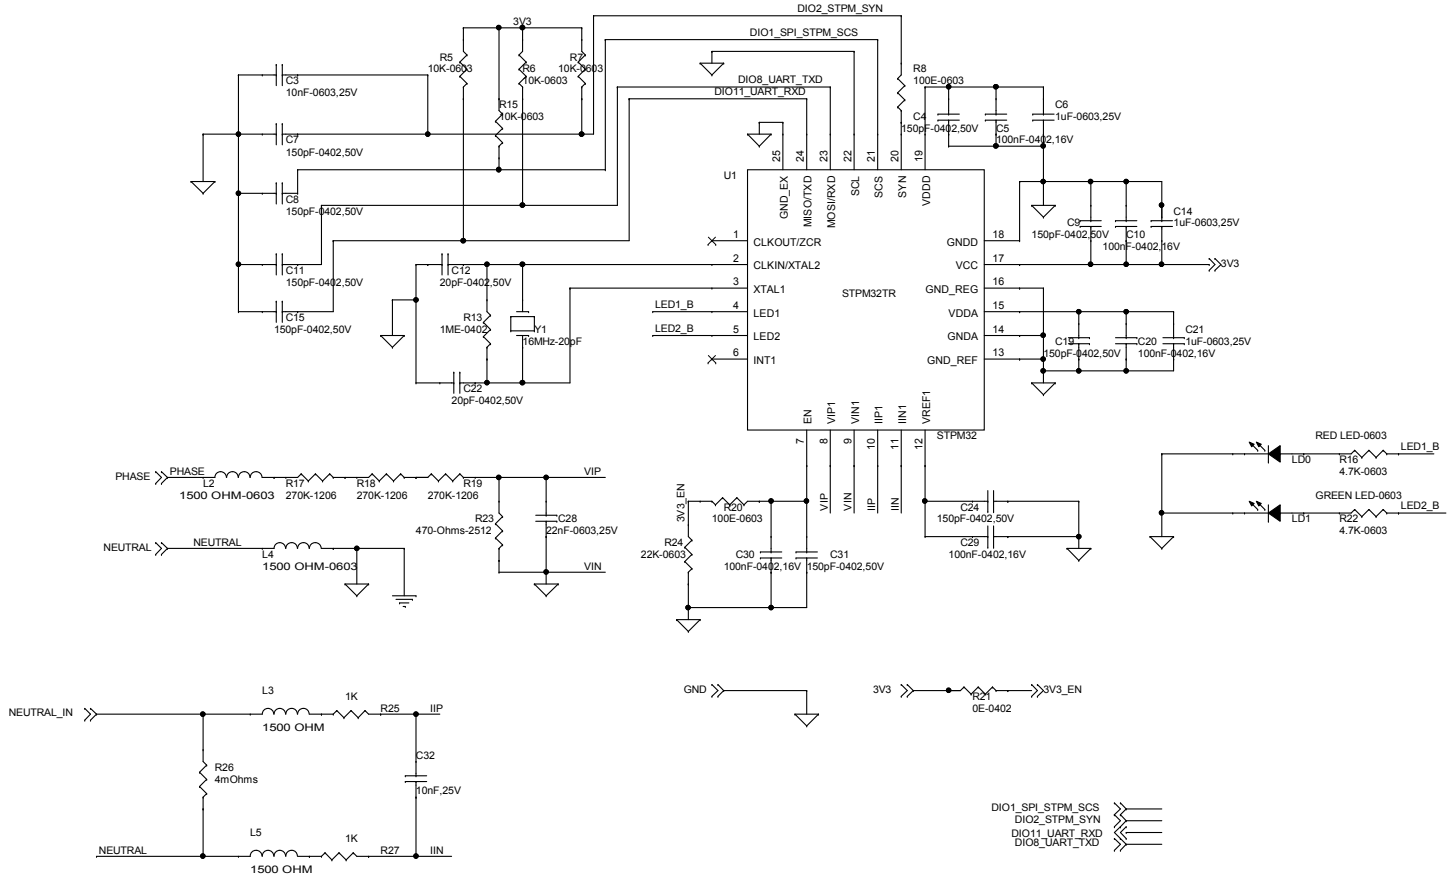 DIO2_STPM_SYN
3V3
DIO1_SPI_STPM_SCS
R5
10K-0603
R6
10K-0603
R7
10K-0603
R8
100E-0603
C3
10nF-0603,25V
DIO8_UART_TXD
DIO11_UART_RXD
R15
10K-0603
C4
150pF-0402,50V
C5
100nF-0402,16V
C6
1uF-0603,25V
C7
150pF-0402,50V
25
24
23
22
21
20
19
U1
GND_EX
MISO/TXD
MOSI/RXD
SCL
SCS
SYN
VDDD
C8
150pF-0402,50V
C9
150pF-0402,50V
C10
100nF-0402,16V
C14
1uF-0603,25V
1
CLKOUT/ZCR
GNDD
18
C11
150pF-0402,50V
C12
20pF-0402,50V
2
CLKIN/XTAL2
VCC
17
3V3
3
XTAL1
STPM32TR
GND_REG
16
C15
150pF-0402,50V
R13
1ME-0402
Y1
16MHz-20pF
LED1_B
4
LED1
VDDA
15
LED2_B
5
LED2
GNDA
14
C19
150pF-0402,50V
C20
100nF-0402,16V
C21
1uF-0603,25V
6
INT1
GND_REF
13
C22
20pF-0402,50V
EN
VIP1
VIN1
IIP1
IIN1
VREF1
STPM32
7
8
9
10
11
12
RED LED-0603
LED1_B
LD0
R16
4.7K-0603
PHASE
PHASE
L2
1500 OHM-0603
R17
270K-1206
R18
270K-1206
R19
270K-1206
VIP
GREEN LED-0603
LED2_B
LD1
R22
4.7K-0603
3V3_EN
R20
100E-0603
VIP
VIN
IIP
IIN
C24
150pF-0402,50V
R23
470-Ohms-2512
C28
22nF-0603,25V
NEUTRAL
NEUTRAL
L4
1500 OHM-0603
R24
22K-0603
C30
100nF-0402,16V
C31
150pF-0402,50V
C29
100nF-0402,16V
VIN
GND
3V3
R21
0E-0402
3V3_EN
NEUTRAL_IN
L3
1500 OHM
1K
R25
IIP
R26
4mOhms
C32
10nF,25V
NEUTRAL
L5
1500 OHM
1K
R27
IIN
DIO1_SPI_STPM_SCS
DIO2_STPM_SYN
DIO11_UART_RXD
DIO8_UART_TXD